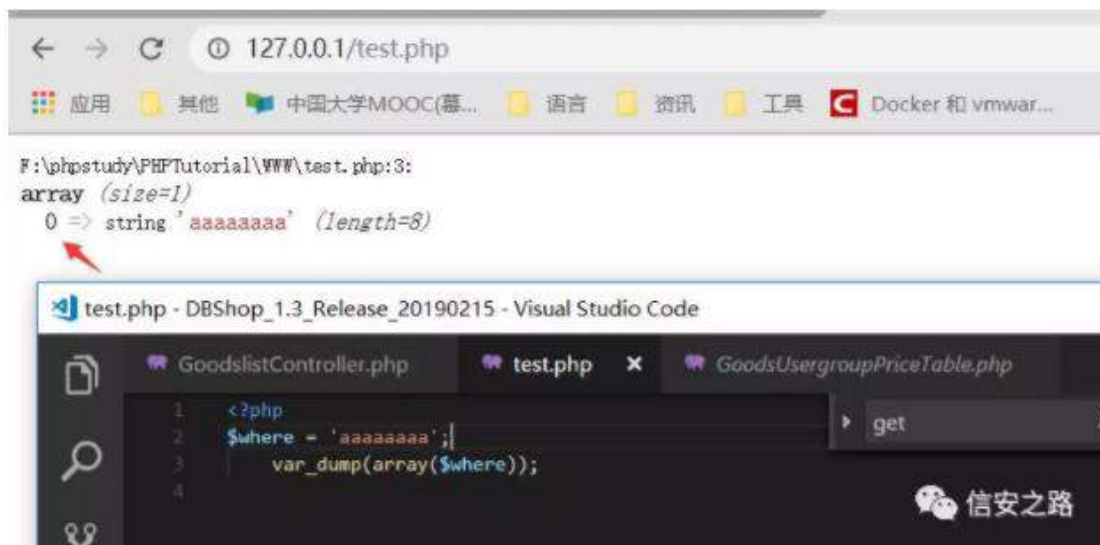 127.0.0.1/test.php
应用 其他 中国大学MOOC(慕... 语言 资讯 工具 C Docker 和 vmwar...
F:\phpstudy\PHPTutorial\WWW\test.php:3:
array (size=1)
0 => string 'aaaaaaaa' (length=8)
test.php - DBShop_1.3_Release_20190215 - Visual Studio Code
GoodslistController.php test.php × GoodsUsergroupPriceTable.php
1 <?php
2 $where = 'aaaaaaaa';
3 var_dump(array($where));
4
get
信安之路